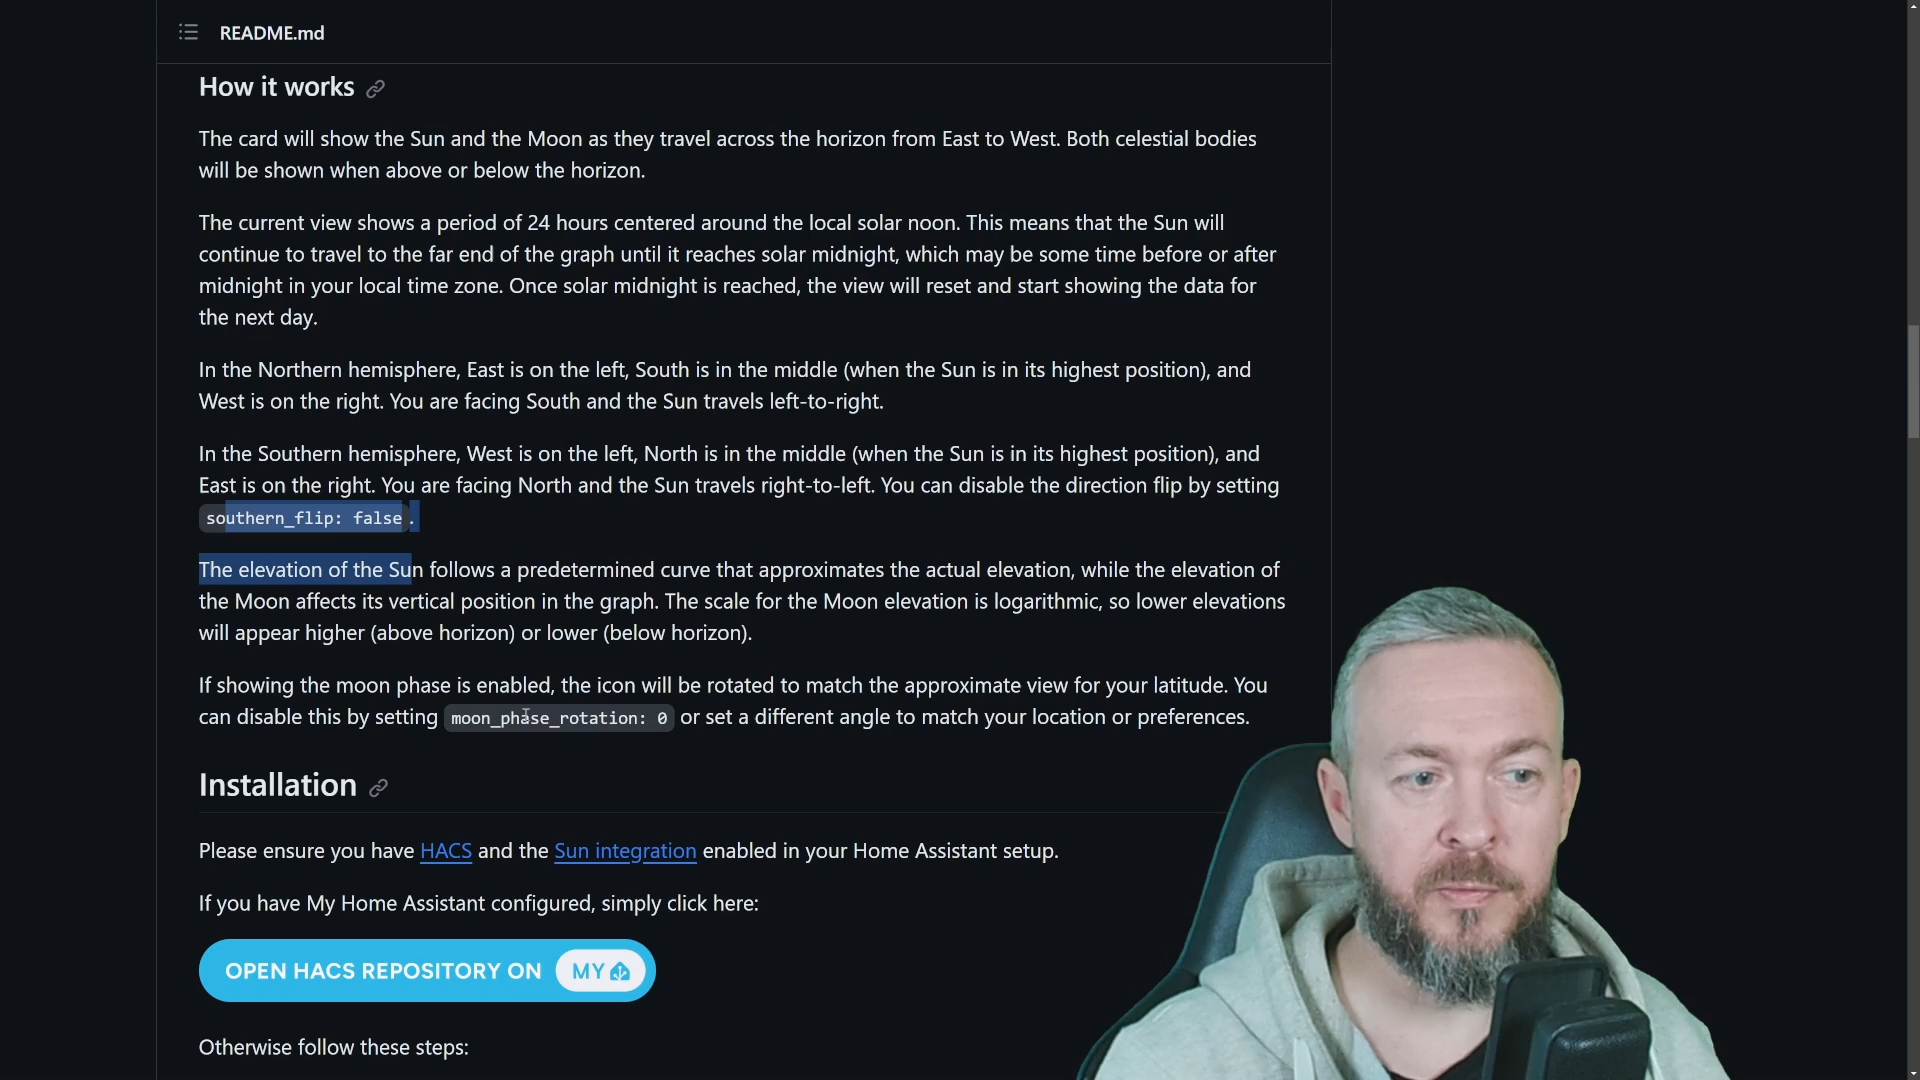 README.md
How it works
The card will show the Sun and the Moon as they travel across the horizon from East to West. Both celestial bodies
will be shown when above or below the horizon.
The current view shows a period of 24 hours centered around the local solar noon. This means that the Sun will
continue to travel to the far end of the graph until it reaches solar midnight, which may be some time before or after
midnight in your local time zone. Once solar midnight is reached, the view will reset and start showing the data for
the next day.
In the Northern hemisphere, East is on the left, South is in the middle (when the Sun is in its highest position), and
West is on the right. You are facing South and the Sun travels left-to-right.
In the Southern hemisphere, West is on the left, North is in the middle (when the Sun is in its highest position), and
East is on the right. You are facing North and the Sun travels right-to-left. You can disable the direction flip by setting
southern_flip: false .
The elevation of the Sun follows a predetermined curve that approximates the actual elevation, while the elevation of
the Moon affects its vertical position in the graph. The scale for the Moon elevation is logarithmic, so lower elevations
will appear higher (above horizon) or lower (below horizon).
If showing the moon phase is enabled, the icon will be rotated to match the approximate view for your latitude. You
can disable this by setting moon_phase_rotation: 0 or set a different angle to match your location or preferences.
Installation
Please ensure you have HACS and the Sun integration enabled in your Home Assistant setup.
If you have My Home Assistant configured, simply click here:
OPEN HACS REPOSITORY ON MY
Otherwise follow these steps: